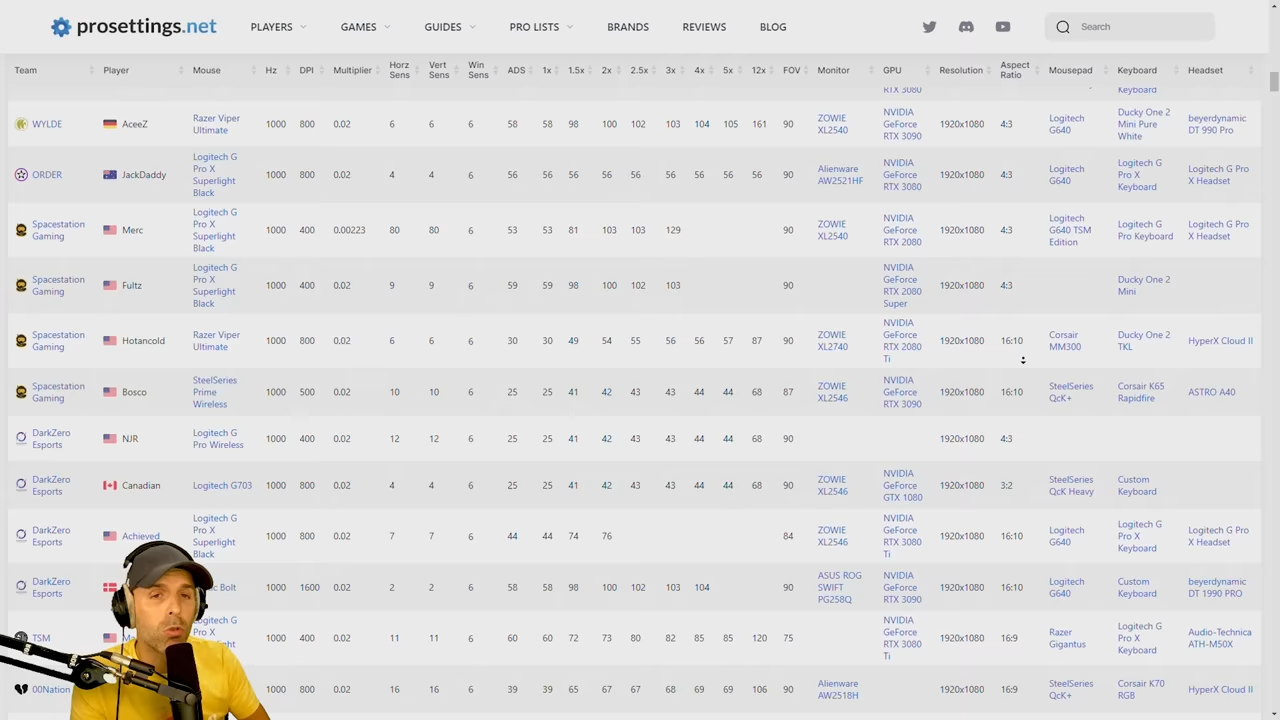 prosettings.net PLAYERS GAMES GUIDES PRO LISTS BRANDS REVIEWS BLOG Search
Team Player Mouse Hz DPI Multiplier Horz Sens Vert Sens Win Sens ADS 1x 1.5x 2x 2.5x 3x 4x 5x 12x FOV Monitor GPU Resolution Aspect Ratio Mousepad Keyboard Headset
RTX 3080 Keyboard
WYLDE AceeZ Razer Viper Ultimate 1000 800 0.02 6 6 6 58 58 98 100 102 103 104 105 161 90 ZOWIE XL2540 NVIDIA GeForce RTX 3090 1920x1080 4:3 Logitech G640 Ducky One 2 Mini Pure White beyerdynamic DT 990 Pro
ORDER JackDaddy Logitech G Pro X Superlight Black 1000 800 0.02 4 4 6 56 56 56 56 56 56 56 56 56 90 Alienware AW2521HF NVIDIA GeForce RTX 3080 1920x1080 4:3 Logitech G640 Logitech G Pro X Keyboard Logitech G Pro X Headset
Spacestation Gaming Merc Logitech G Pro X Superlight Black 1000 400 0.00223 80 80 6 53 53 81 103 103 129 90 ZOWIE XL2540 NVIDIA GeForce RTX 2080 1920x1080 4:3 Logitech G640 TSM Edition Logitech G Pro Keyboard Logitech G Pro X Headset
Spacestation Gaming Fultz Logitech G Pro X Superlight Black 1000 400 0.02 9 9 6 59 59 98 100 102 103 90 NVIDIA GeForce RTX 2080 Super 1920x1080 4:3 Ducky One 2 Mini
Spacestation Gaming Hotancold Razer Viper Ultimate 1000 800 0.02 6 6 6 30 30 49 54 55 56 56 57 87 90 ZOWIE XL2740 NVIDIA GeForce RTX 2080 Ti 1920x1080 16:10 Corsair MM300 Ducky One 2 TKL HyperX Cloud II
Spacestation Gaming Bosco SteelSeries Prime Wireless 1000 500 0.02 10 10 6 25 25 41 42 43 43 44 44 68 87 ZOWIE XL2546 NVIDIA GeForce RTX 3090 1920x1080 16:10 SteelSeries QcK+ Corsair K65 Rapidfire ASTRO A40
DarkZero Esports NJR Logitech G Pro Wireless 1000 400 0.02 12 12 6 25 25 41 42 43 43 44 44 68 90 1920x1080 4:3
DarkZero Esports Canadian Logitech G703 1000 400 0.02 4 4 6 25 25 41 42 43 43 44 44 68 90 ZOWIE XL2546 NVIDIA GeForce GTX 1080 1920x1080 3:2 SteelSeries QcK Heavy Custom Keyboard
DarkZero Esports Achieved Logitech G Pro X Superlight Black 1000 800 0.02 7 7 6 44 44 74 76 84 ZOWIE XL2546 NVIDIA GeForce RTX 3080 Ti 1920x1080 16:10 Logitech G640 Logitech G Pro X Keyboard Logitech G Pro X Headset
DarkZero Esports Bolt 1000 1600 0.02 2 2 6 58 58 98 100 102 103 104 90 ASUS ROG SWIFT PG258Q NVIDIA GeForce RTX 3090 1920x1080 16:10 Logitech G640 Custom Keyboard beyerdynamic DT 1990 PRO
TSM 1000 400 0.02 11 11 6 60 60 72 73 80 82 85 85 120 75 NVIDIA GeForce RTX 3080 Ti 1920x1080 16:9 Razer Gigantus Logitech G Pro X Keyboard Audio-Technica ATH-M50X
00Nation 1000 800 0.02 16 16 6 39 39 65 67 67 68 69 69 106 90 Alienware AW2518H 1920x1080 16:9 SteelSeries QcK+ Corsair K70 RGB HyperX Cloud II